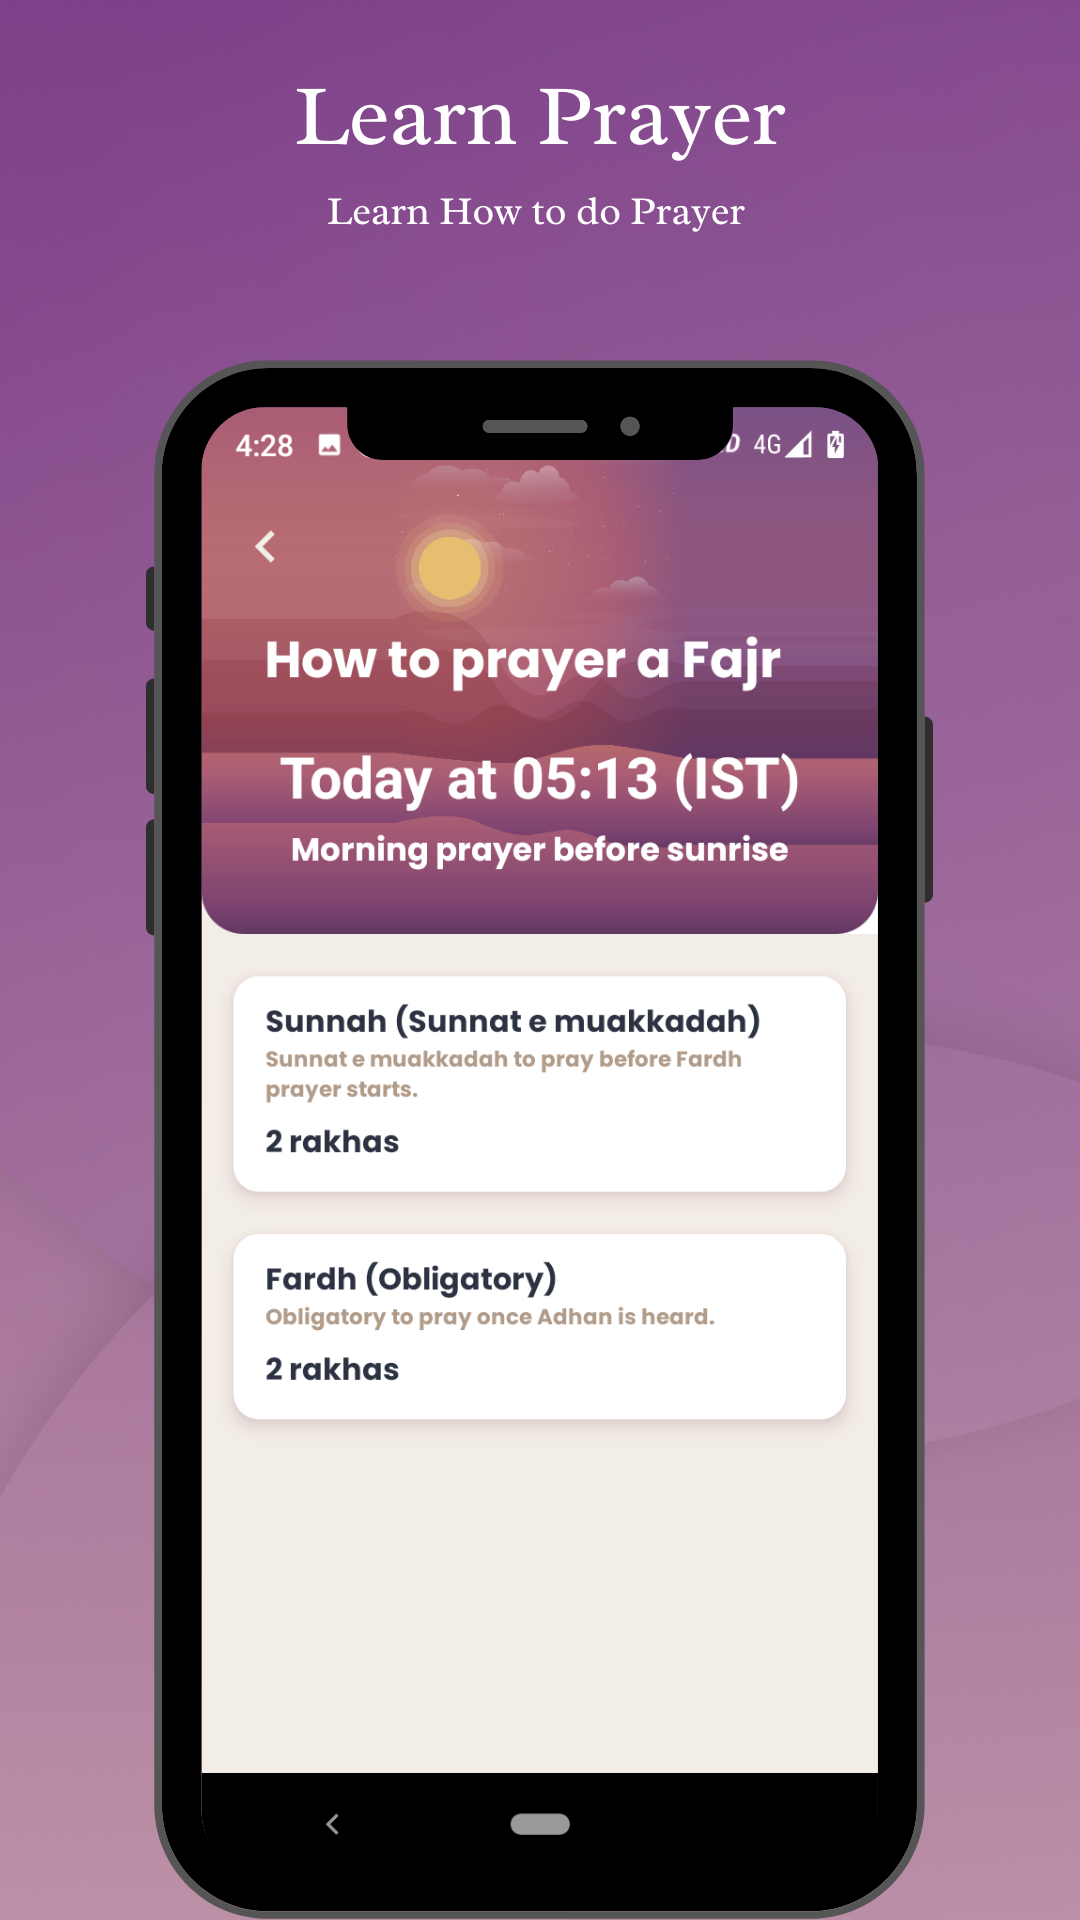 Learn Prayer
Learn How to do Prayer
4:28
4G
How to prayer a Fajr
Today at 05:13 (IST)
Morning prayer before sunrise
Sunnah (Sunnat e muakkadah)
Sunnat e muakkadah to pray before Fardh
prayer starts.
2 rakhas
Fardh (Obligatory)
Obligatory to pray once Adhan is heard.
2 rakhas